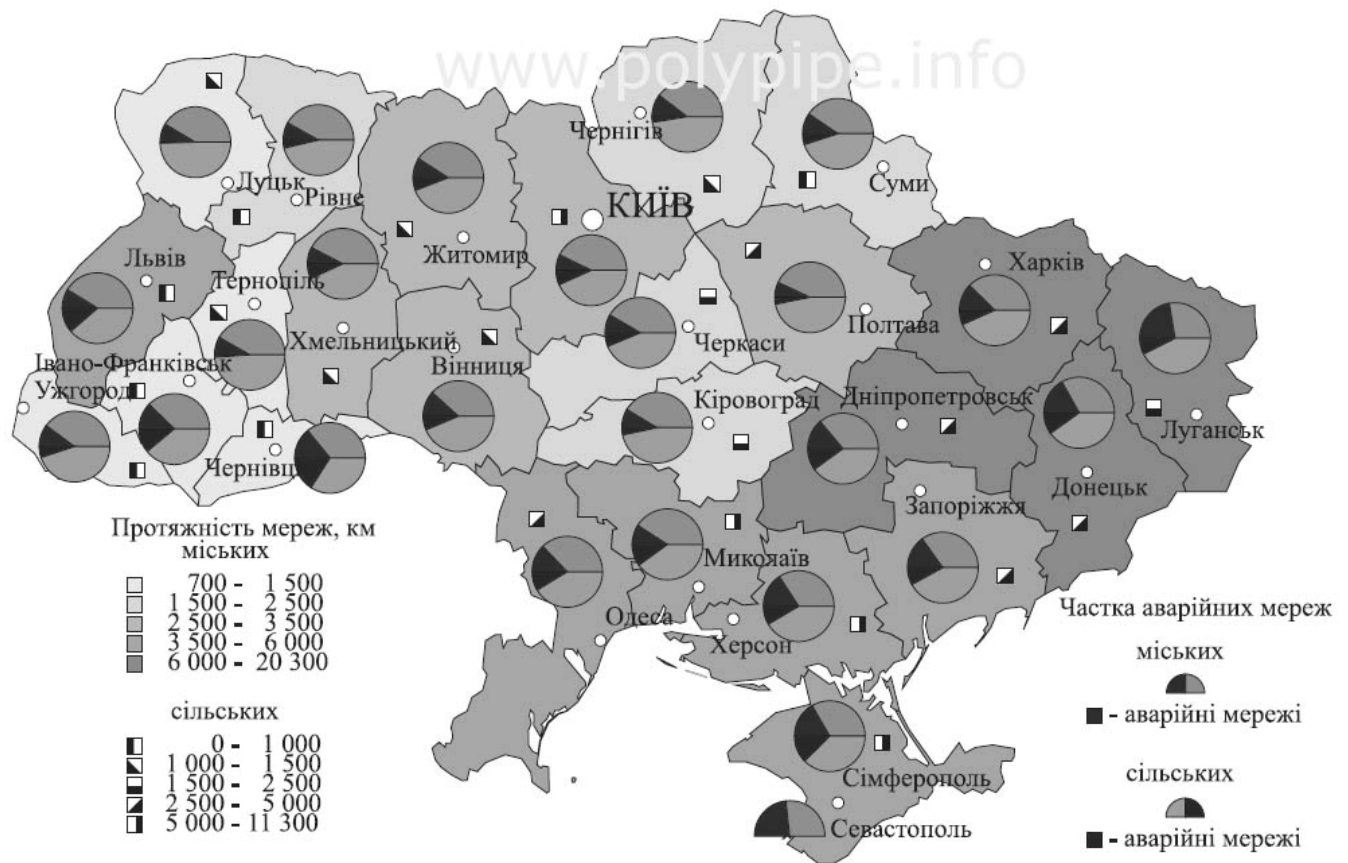 www.polypipe.info
Чернігів
Луцьк
Рівне
Суми
КИЇВ
Житомир
Львів
Тернопіль
Харків
Хмельницький
Полтава
Черкаси
Івано-Франківськ
Вінниця
Ужгород
Кіровоград
Дніпропетровськ
Луганськ
Чернівці
Донецьк
Запоріжжя
Миколаїв
Одеса
Херсон
Сімферополь
Севастополь
Протяжність мереж, км
міських
700 - 1 500
1 500 - 2 500
2 500 - 3 500
3 500 - 6 000
6 000 - 20 300
сільських
0 - 1 000
1 000 - 1 500
1 500 - 2 500
2 500 - 5 000
5 000 - 11 300
Частка аварійних мереж
міських
- аварійні мережі
сільських
- аварійні мережі